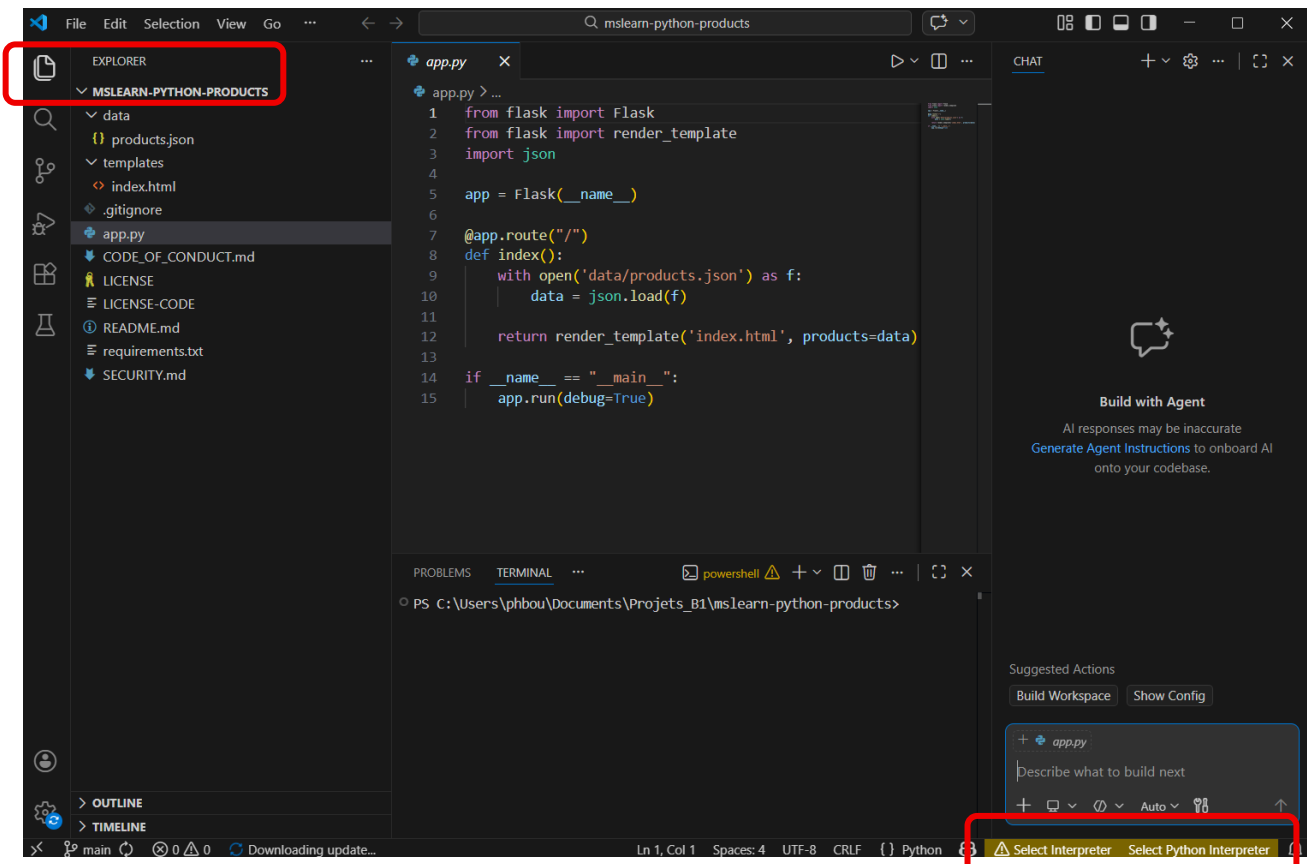 File Edit Selection View Go ··· mslearn-python-products
EXPLORER ···
MSLEARN-PYTHON-PRODUCTS
data
{} products.json
templates
<> index.html
.gitignore
app.py
CODE_OF_CONDUCT.md
LICENSE
LICENSE-CODE
README.md
requirements.txt
SECURITY.md
OUTLINE
TIMELINE
app.py
app.py > ...
1 from flask import Flask
2 from flask import render_template
3 import json
4
5 app = Flask(__name__)
6
7 @app.route("/")
8 def index():
9 with open('data/products.json') as f:
10 data = json.load(f)
11
12 return render_template('index.html', products=data)
13
14 if __name__ == "__main__":
15 app.run(debug=True)
PROBLEMS TERMINAL ··· powershell
PS C:\Users\phbou\Documents\Projets_B1\mslearn-python-products>
CHAT
Build with Agent
AI responses may be inaccurate
Generate Agent Instructions to onboard AI
onto your codebase.
Suggested Actions
Build Workspace Show Config
+ app.py
Describe what to build next
Auto
main 0 0 Downloading update... Ln 1, Col 1 Spaces: 4 UTF-8 CRLF {} Python Select Interpreter Select Python Interpreter